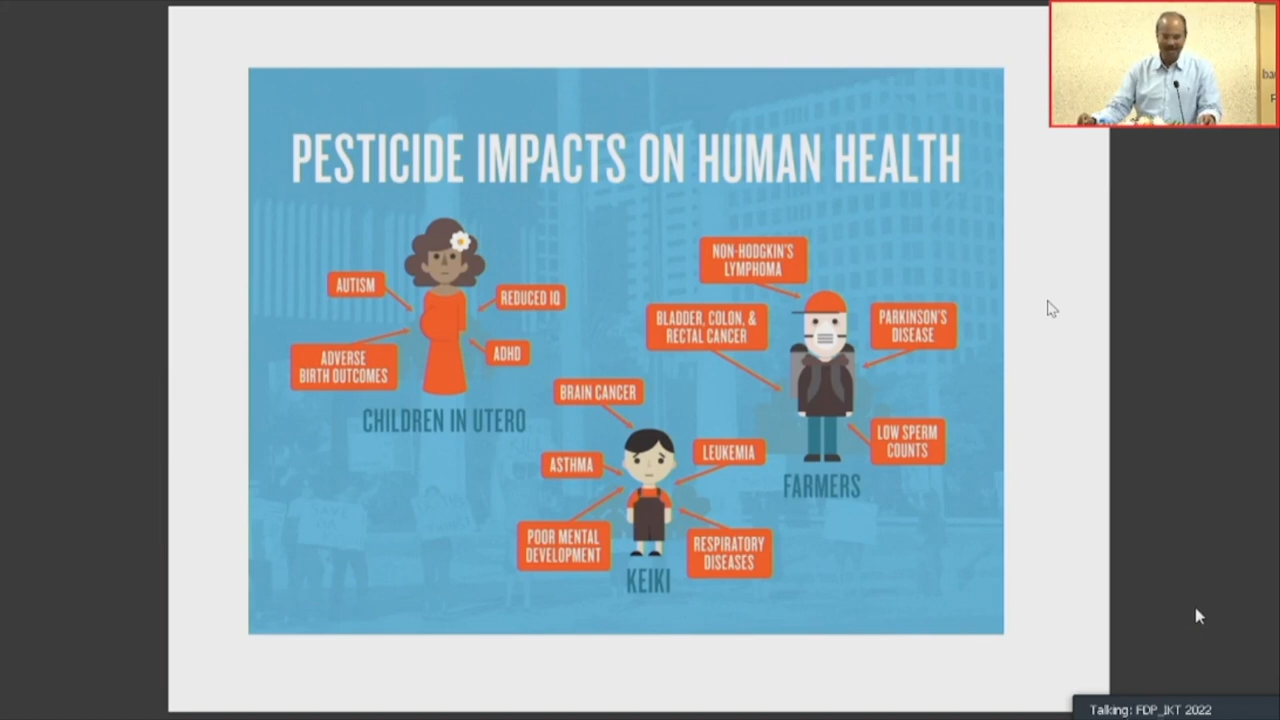 PESTICIDE IMPACTS ON HUMAN HEALTH
AUTISM
REDUCED IQ
ADVERSE
BIRTH OUTCOMES
ADHD
CHILDREN IN UTERO
BRAIN CANCER
ASTHMA
LEUKEMIA
POOR MENTAL
DEVELOPMENT
RESPIRATORY
DISEASES
KEIKI
NON-HODGKIN'S
LYMPHOMA
BLADDER, COLON, &
RECTAL CANCER
PARKINSON'S
DISEASE
LOW SPERM
COUNTS
FARMERS
Talking: FDP_IKT 2022